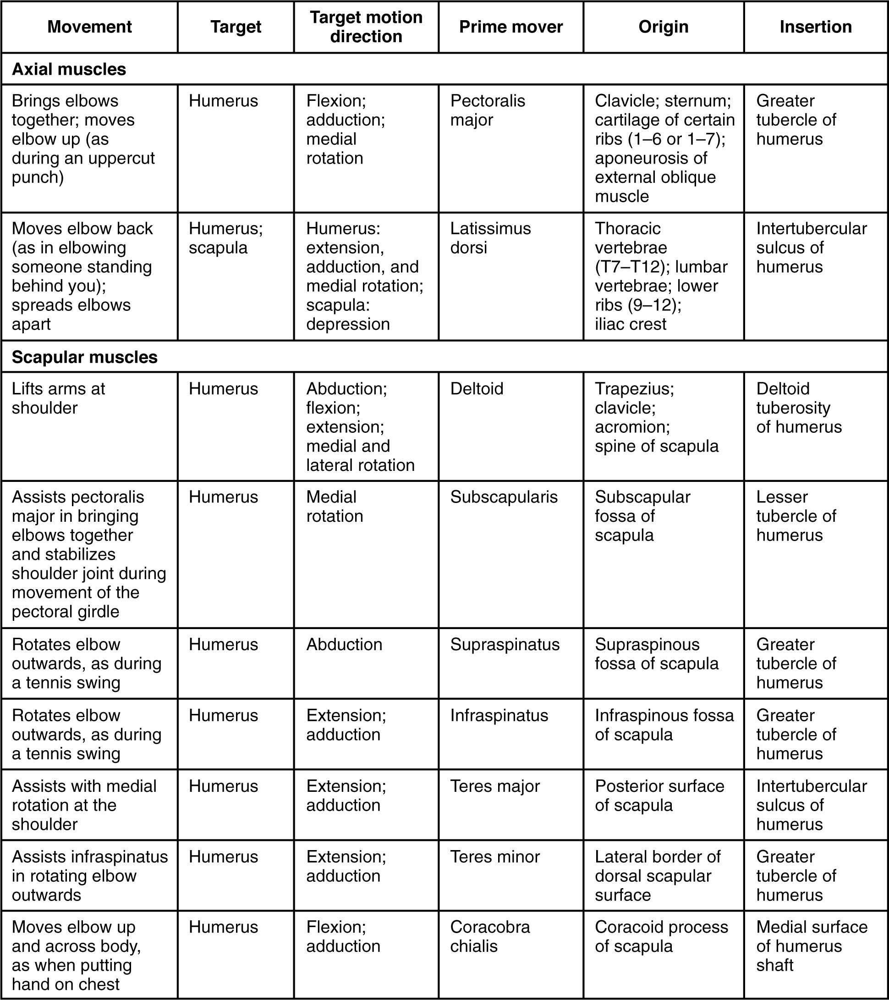 Movement
Target
Target motion
direction
Prime mover
Origin
Insertion
Axial muscles
Brings elbows
together; moves
elbow up (as
during an uppercut
punch)
Humerus
Flexion;
adduction;
medial
rotation
Pectoralis
major
Clavicle; sternum;
cartilage of certain
ribs (1–6 or 1–7);
aponeurosis of
external oblique
muscle
Greater
tubercle of
humerus
Moves elbow back
(as in elbowing
someone standing
behind you);
spreads elbows
apart
Humerus;
scapula
Humerus:
extension,
adduction, and
medial rotation;
scapula:
depression
Latissimus
dorsi
Thoracic
vertebrae
(T7–T12); lumbar
vertebrae; lower
ribs (9–12);
iliac crest
Intertubercular
sulcus of
humerus
Scapular muscles
Lifts arms at
shoulder
Humerus
Abduction;
flexion;
extension;
medial and
lateral rotation
Deltoid
Trapezius;
clavicle;
acromion;
spine of scapula
Deltoid
tuberosity
of humerus
Assists pectoralis
major in bringing
elbows together
and stabilizes
shoulder joint during
movement of the
pectoral girdle
Humerus
Medial
rotation
Subscapularis
Subscapular
fossa of
scapula
Lesser
tubercle of
humerus
Rotates elbow
outwards, as during
a tennis swing
Humerus
Abduction
Supraspinatus
Supraspinous
fossa of scapula
Greater
tubercle of
humerus
Rotates elbow
outwards, as during
a tennis swing
Humerus
Extension;
adduction
Infraspinatus
Infraspinous fossa
of scapula
Greater
tubercle of
humerus
Assists with medial
rotation at the
shoulder
Humerus
Extension;
adduction
Teres major
Posterior surface
of scapula
Intertubercular
sulcus of
humerus
Assists infraspinatus
in rotating elbow
outwards
Humerus
Extension;
adduction
Teres minor
Lateral border of
dorsal scapular
surface
Greater
tubercle of
humerus
Moves elbow up
and across body,
as when putting
hand on chest
Humerus
Flexion;
adduction
Coracobra
chialis
Coracoid process
of scapula
Medial surface
of humerus
shaft